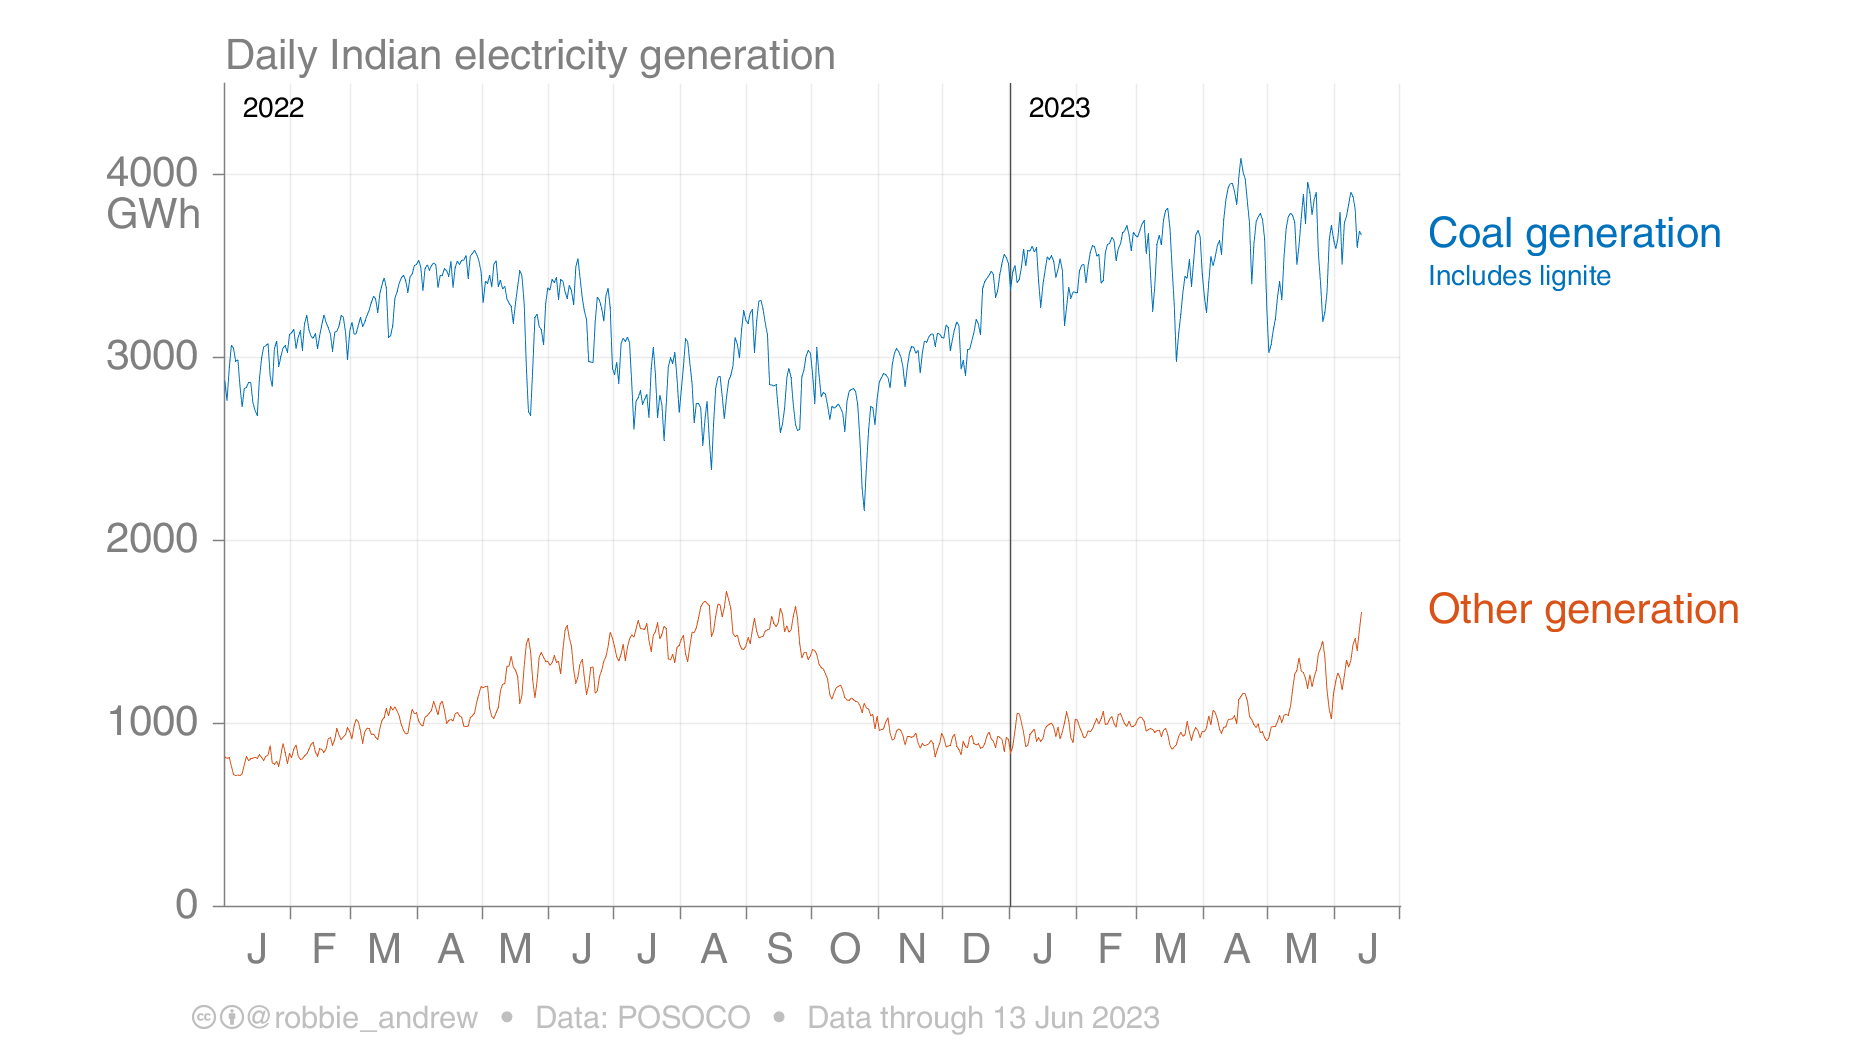 Daily Indian electricity generation
2022
2023
4000
GWh
3000
2000
1000
0
Coal generation
Includes lignite
Other generation
J F M A M J J A S O N D J F M A M J
cc @robbie_andrew • Data: POSOCO • Data through 13 Jun 2023